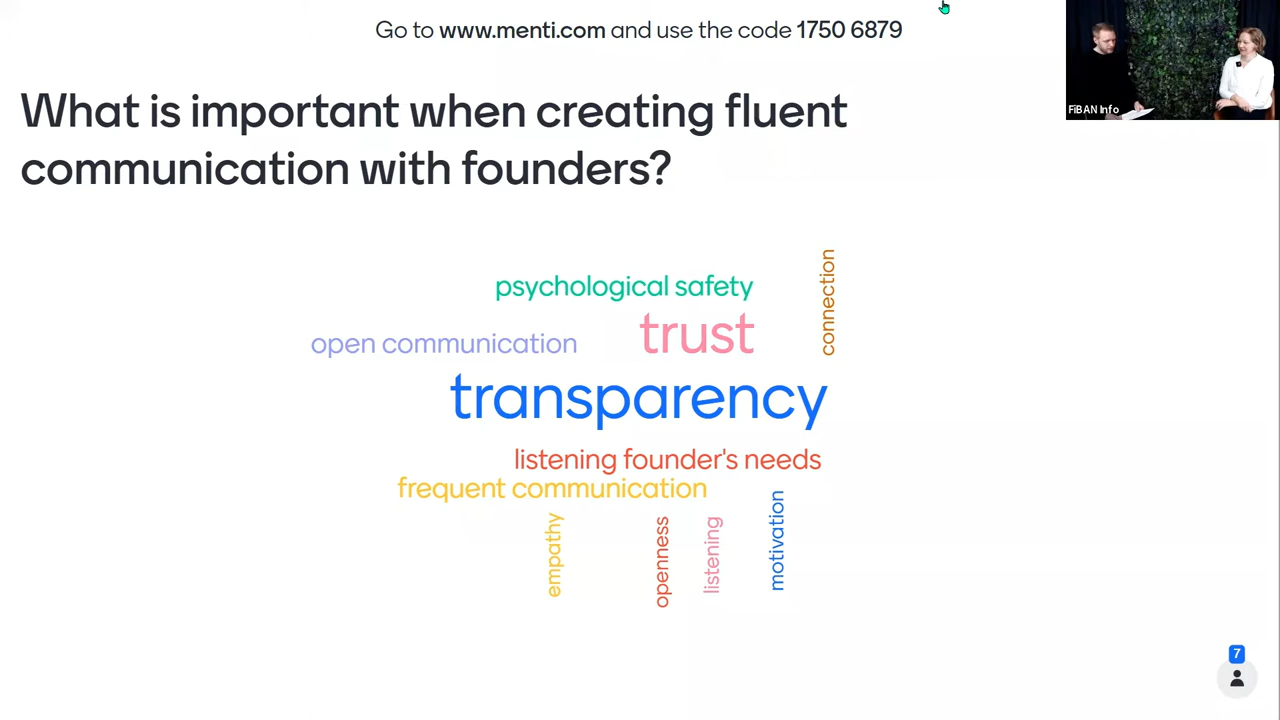 Go to www.menti.com and use the code 1750 6879
FiBAN Info
What is important when creating fluent
communication with founders?
psychological safety
connection
trust
open communication
transparency
listening founder's needs
frequent communication
empathy
openness
listening
motivation
7